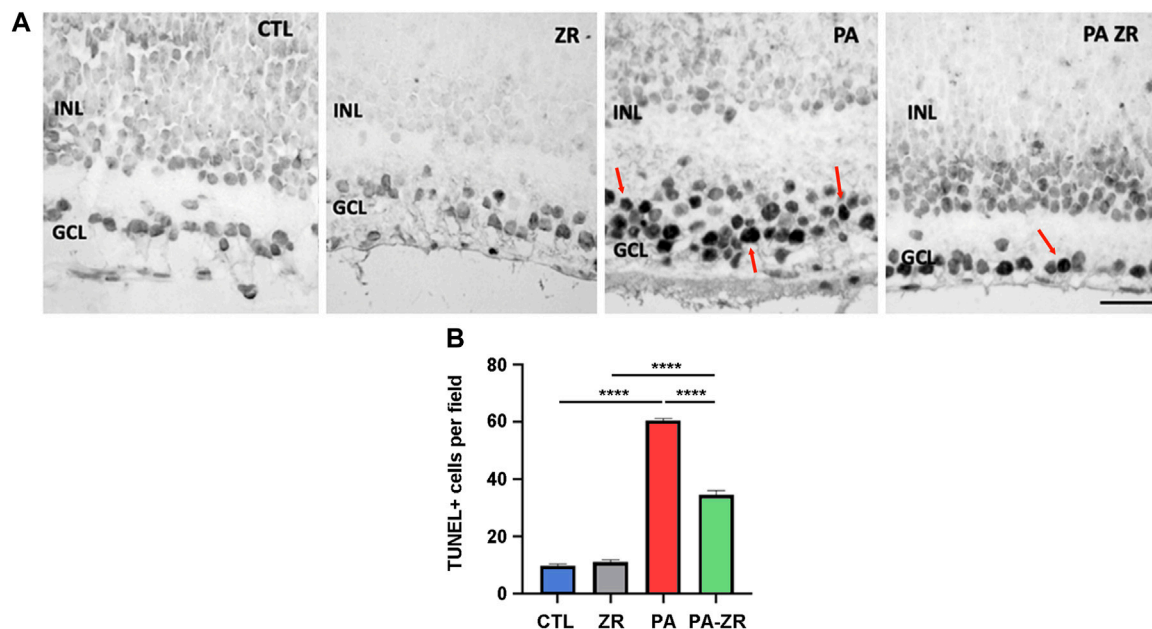 A
CTL
INL
GCL
ZR
INL
GCL
PA
INL
GCL
PA ZR
INL
GCL
B
TUNEL+ cells per field
80
60
40
20
0
****
****
****
CTL
ZR
PA
PA-ZR